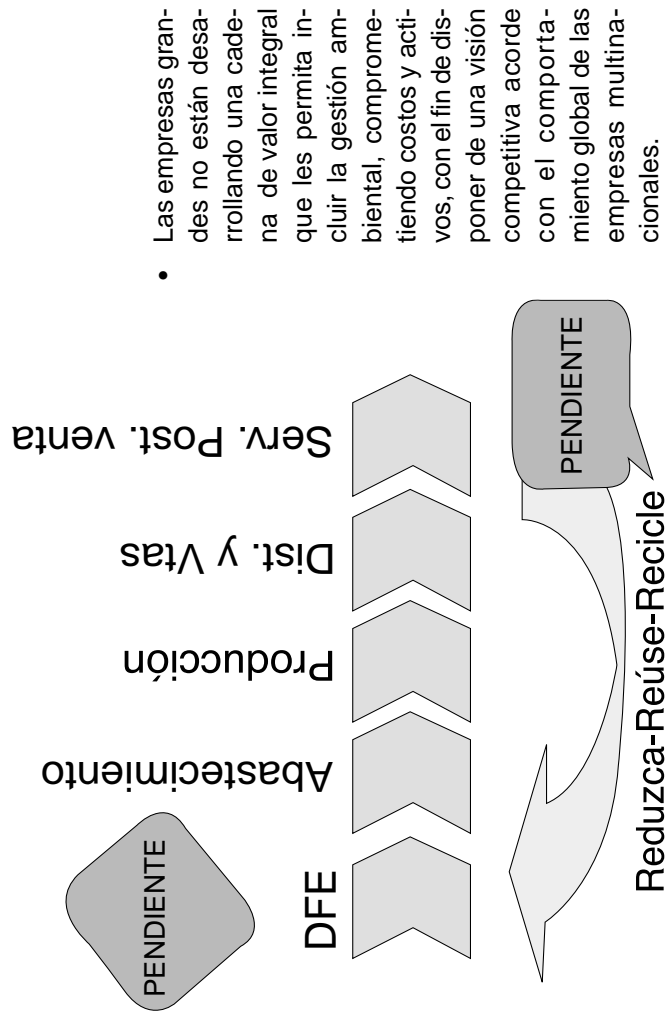 PENDIENTE
DFE
Abastecimiento
Producción
Dist. y Vtas
Serv. Post. venta
PENDIENTE
Reduzca-Reúse-Recicle
• Las empresas gran-
des no están desa-
rrollando una cade-
na de valor integral
que les permita in-
cluir la gestión am-
biental, comprome-
tiendo costos y acti-
vos, con el fin de dis-
poner de una visión
competitiva acorde
con el comporta-
miento global de las
empresas multina-
cionales.